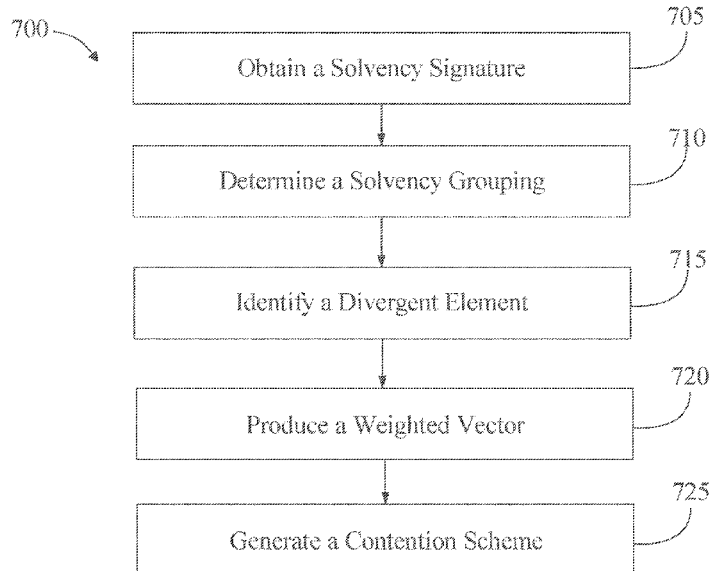 700
705
Obtain a Solvency Signature
710
Determine a Solvency Grouping
715
Identify a Divergent Element
720
Produce a Weighted Vector
725
Generate a Contention Scheme